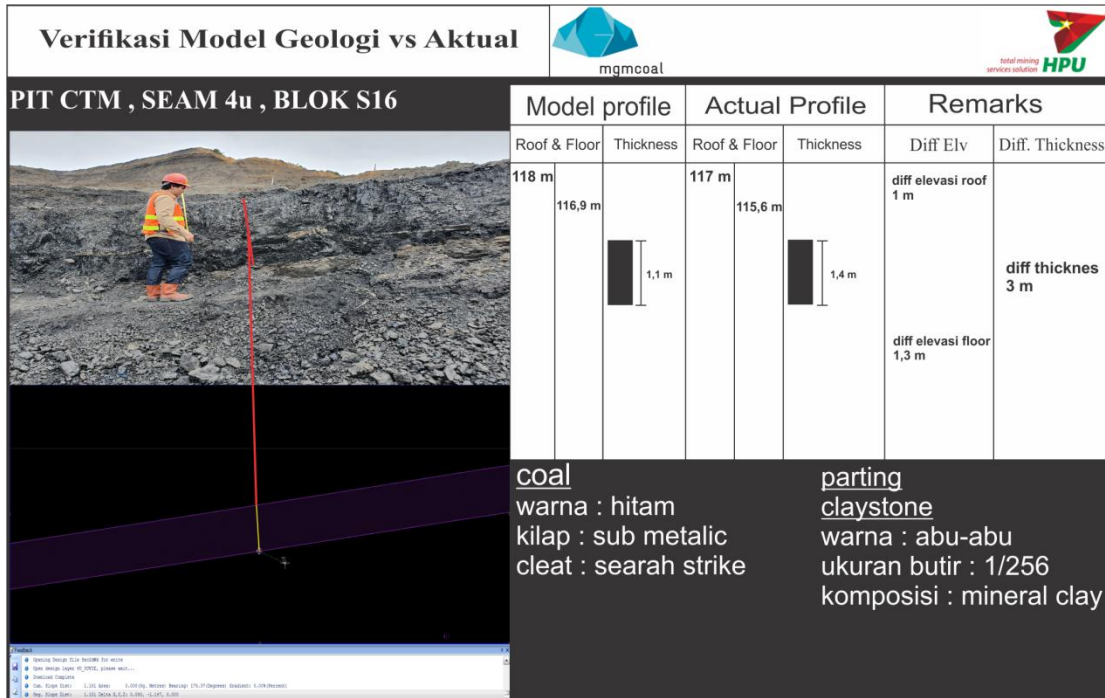 Verifikasi Model Geologi vs Aktual
mgmcoal
total mining
services solution HPU
PIT CTM , SEAM 4u , BLOK S16
Model profile
Actual Profile
Remarks
Roof & Floor
Thickness
Roof & Floor
Thickness
Diff Elv
Diff. Thickness
118 m
116,9 m
1,1 m
117 m
115,6 m
1,4 m
diff elevasi roof
1 m
diff thicknes
3 m
diff elevasi floor
1,3 m
coal
warna : hitam
kilap : sub metalic
cleat : searah strike
parting
claystone
warna : abu-abu
ukuran butir : 1/256
komposisi : mineral clay
Feedback
Download Complete